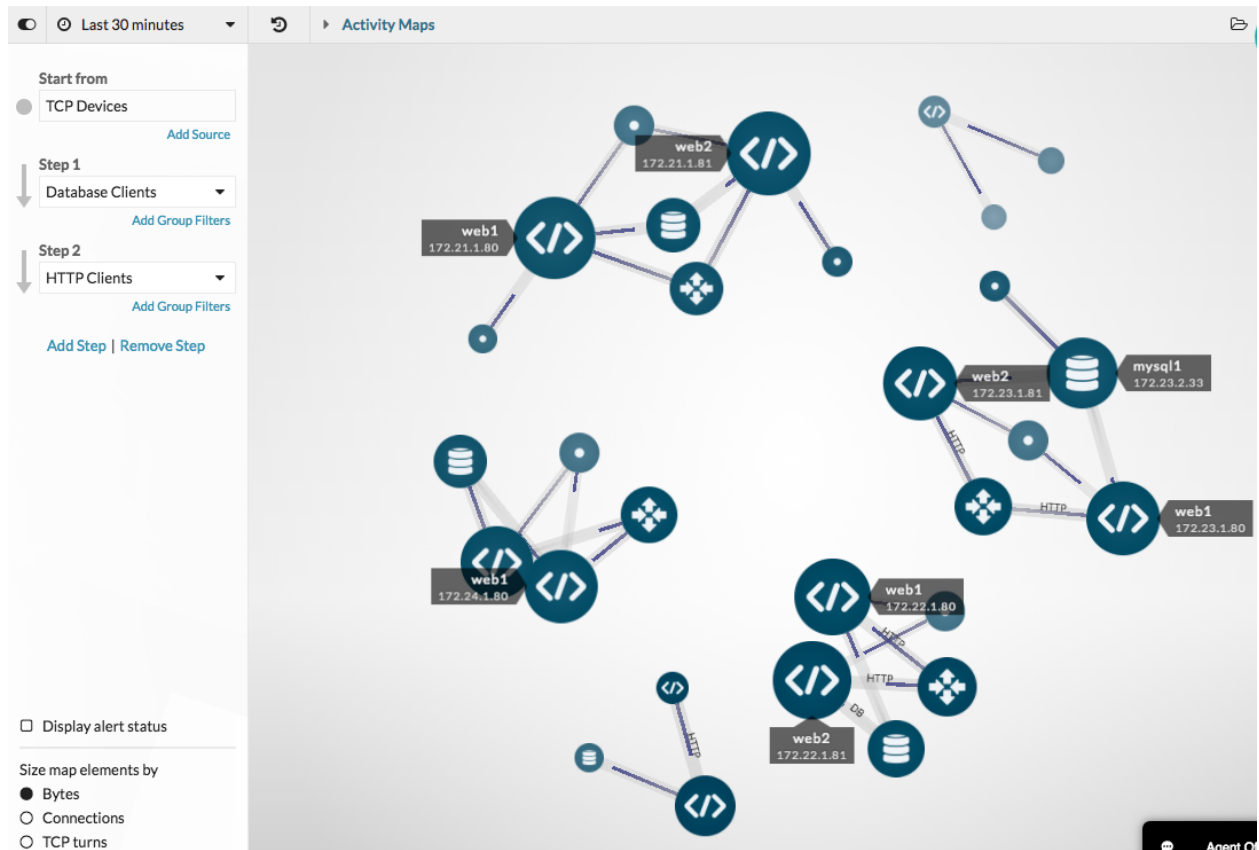 Last 30 minutes
Activity Maps
Start from
TCP Devices
Add Source
Step 1
Database Clients
Add Group Filters
Step 2
HTTP Clients
Add Group Filters
Add Step | Remove Step
Display alert status
Size map elements by
Bytes
Connections
TCP turns
web2
172.21.1.81
web1
172.21.1.80
mysql1
172.23.2.33
web2
172.23.1.81
HTTP
HTTP
web1
172.23.1.80
web1
172.24.1.80
web1
172.22.1.80
HTTP
HTTP
DB
web2
172.22.1.81
HTTP
Agent